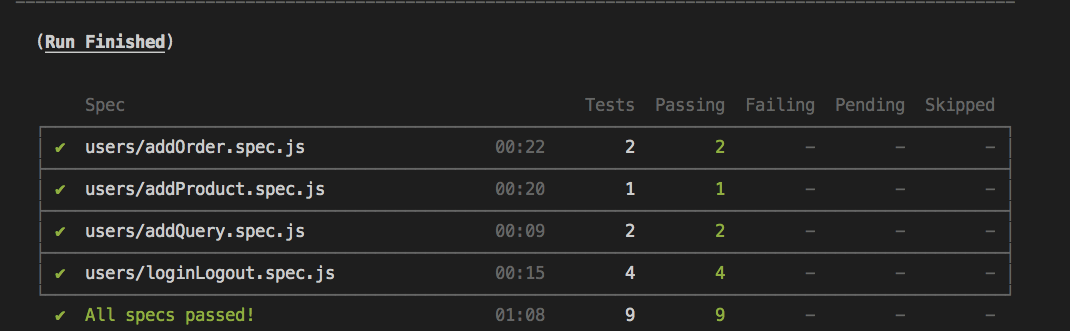 (Run Finished)
Spec Tests Passing Failing Pending Skipped
✔ users/addOrder.spec.js 00:22 2 2 – – –
✔ users/addProduct.spec.js 00:20 1 1 – – –
✔ users/addQuery.spec.js 00:09 2 2 – – –
✔ users/loginLogout.spec.js 00:15 4 4 – – –
✔ All specs passed! 01:08 9 9 – – –